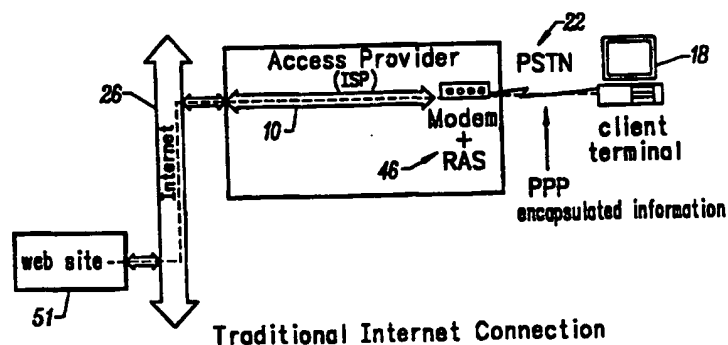 22
Access Provider
(ISP)
PSTN
18
26
10
Modem
+
RAS
46
client
terminal
Internet
PPP
encapsulated information
web site
51
Traditional Internet Connection